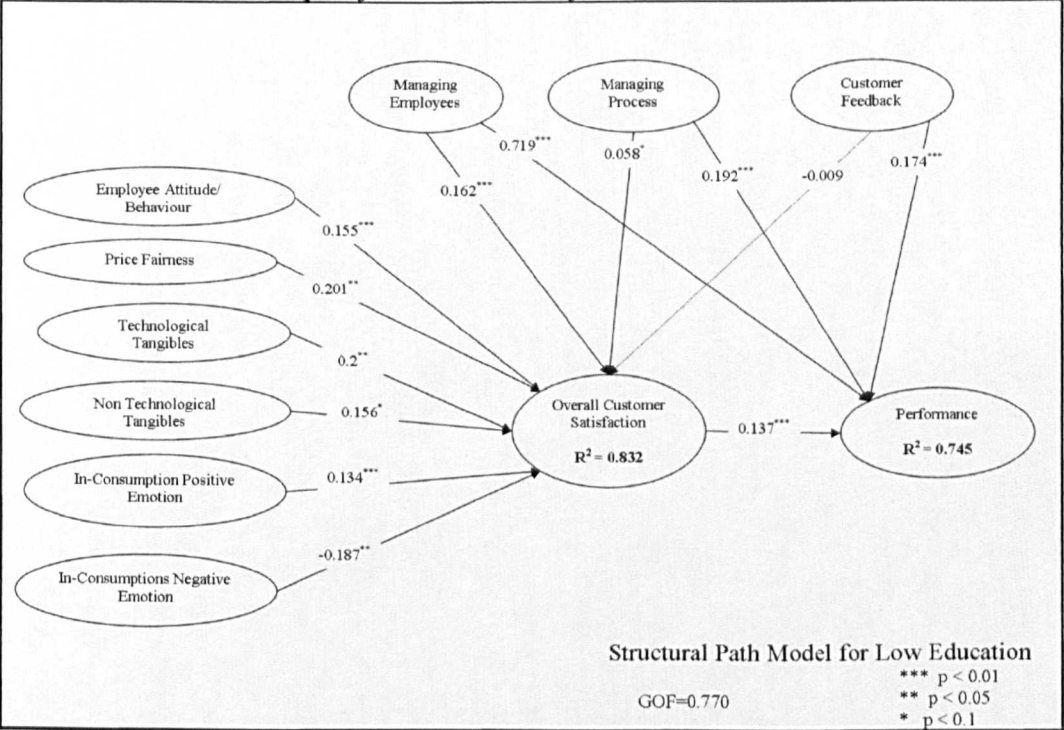 Managing
Employees
Managing
Process
Customer
Feedback
0.719***
0.058*
0.174***
0.192***
-0.009
0.162***
Employee Attitude/
Behaviour
0.155***
Price Fairness
0.201**
Technological
Tangibles
0.2**
Non Technological
Tangibles
0.156*
Overall Customer
Satisfaction
R² = 0.832
0.137***
Performance
R² = 0.745
In-Consumption Positive
Emotion
0.134***
-0.187**
In-Consumptions Negative
Emotion
Structural Path Model for Low Education
GOF=0.770
*** p < 0.01
** p < 0.05
* p < 0.1